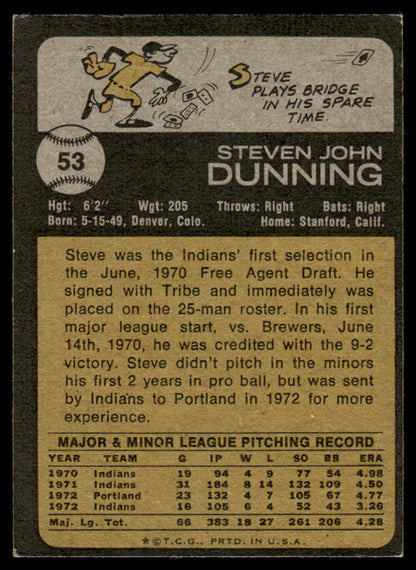 STEVE
PLAYS BRIDGE
IN HIS SPARE
TIME.
53
STEVEN JOHN
DUNNING
Hgt: 6'2" Wgt: 205 Throws: Right Bats: Right
Born: 5-15-49, Denver, Colo. Home: Stanford, Calif.
Steve was the Indians' first selection in
the June, 1970 Free Agent Draft. He
signed with Tribe and immediately was
placed on the 25-man roster. In his first
major league start, vs. Brewers, June
14th, 1970, he was credited with the 9-2
victory. Steve didn't pitch in the minors
his first 2 years in pro ball, but was sent
by Indians to Portland in 1972 for more
experience.
MAJOR & MINOR LEAGUE PITCHING RECORD
YEAR TEAM G IP W L SO BB ERA
1970 Indians 19 94 4 9 77 54 4.98
1971 Indians 31 184 8 14 132 109 4.50
1972 Portland 23 132 4 7 105 67 4.77
1972 Indians 16 105 6 4 52 43 3.26
Maj. Lg. Tot. 66 383 18 27 261 206 4.28
*©T.C.G., PRTD. IN U.S.A.